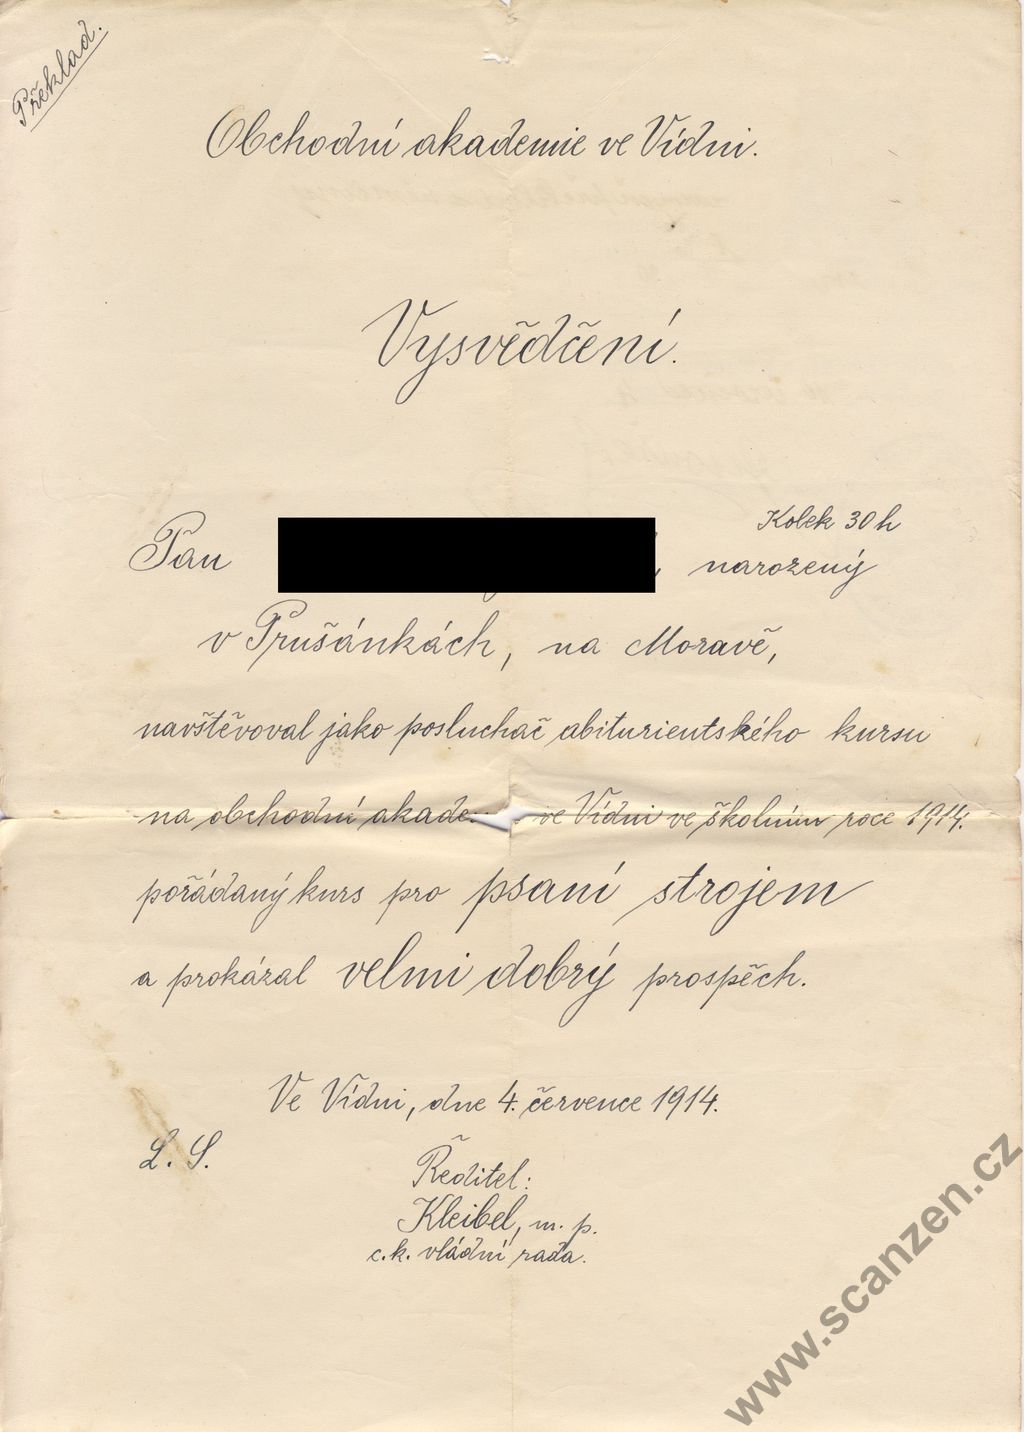 Překlad.
Obchodní akademie ve Vídni.
Vysvědčení.
Kolek 30 h
Pan , narozený
v Prušánkách, na Moravě,
navštěvoval jako posluchač abiturientského kursu
na obchodní akade ve Vídni ve školním roce 1914.
pořádaný kurs pro psaní strojem
a prokázal velmi dobrý prospěch.
Ve Vídni, dne 4. července 1914.
L. S.
Ředitel:
Kleibel, m. p.
c. k. vládní rada.
www.scanzen.cz